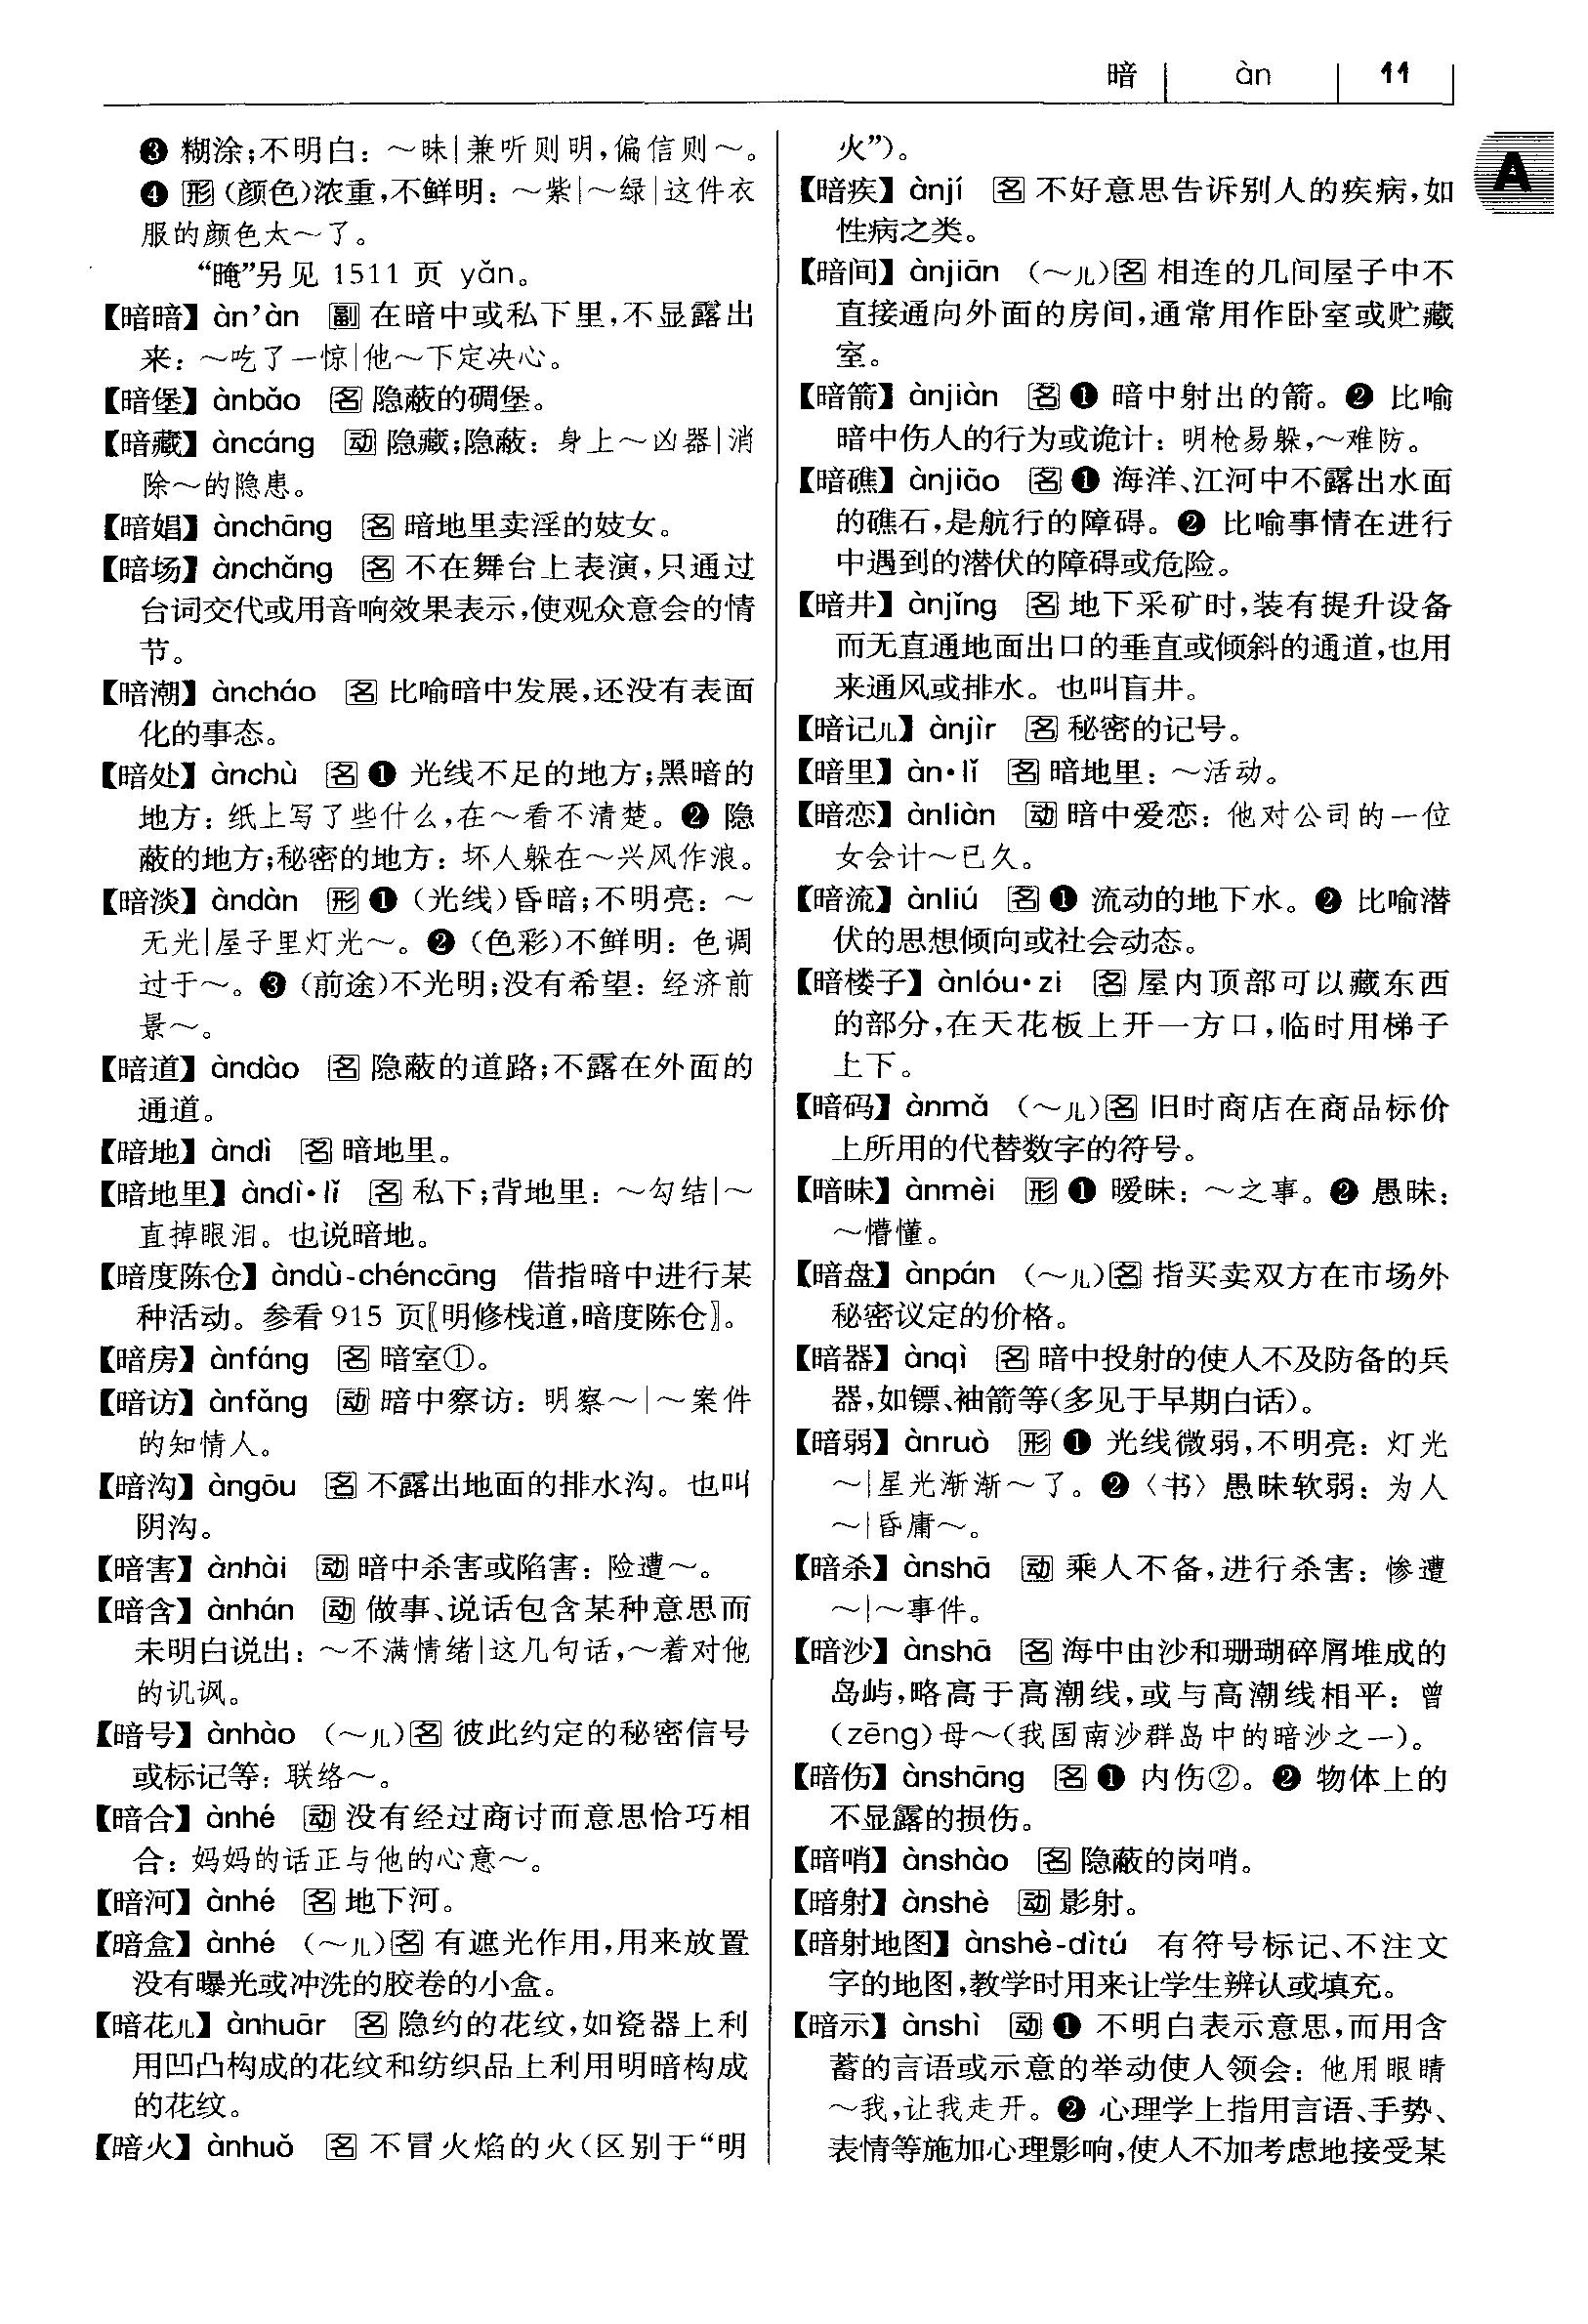 暗 àn 11
A
❸ 糊涂;不明白:～昧|兼听则明,偏信则～。
❹ 形 (颜色)浓重,不鲜明:～紫|～绿|这件衣
服的颜色太～了。
“晻”另见 1511 页 yǎn。
【暗暗】àn’àn 副 在暗中或私下里,不显露出
来:～吃了一惊|他～下定决心。
【暗堡】ànbǎo 名 隐蔽的碉堡。
【暗藏】àncáng 动 隐藏;隐蔽:身上～凶器|消
除～的隐患。
【暗娼】ànchāng 名 暗地里卖淫的妓女。
【暗场】ànchǎng 名 不在舞台上表演,只通过
台词交代或用音响效果表示,使观众意会的情
节。
【暗潮】àncháo 名 比喻暗中发展,还没有表面
化的事态。
【暗处】ànchù 名 ❶ 光线不足的地方;黑暗的
地方:纸上写了些什么,在～看不清楚。❷ 隐
蔽的地方;秘密的地方:坏人躲在～兴风作浪。
【暗淡】àndàn 形 ❶ (光线)昏暗;不明亮:～
无光|屋子里灯光～。❷ (色彩)不鲜明:色调
过于～。❸ (前途)不光明;没有希望:经济前
景～。
【暗道】àndào 名 隐蔽的道路;不露在外面的
通道。
【暗地】àndì 名 暗地里。
【暗地里】àndì·lǐ 名 私下;背地里:～勾结|～
直掉眼泪。也说暗地。
【暗度陈仓】àndù-chéncāng 借指暗中进行某
种活动。参看 915 页〖明修栈道,暗度陈仓〗。
【暗房】ànfáng 名 暗室①。
【暗访】ànfǎng 动 暗中察访:明察～|～案件
的知情人。
【暗沟】àngōu 名 不露出地面的排水沟。也叫
阴沟。
【暗害】ànhài 动 暗中杀害或陷害:险遭～。
【暗含】ànhán 动 做事、说话包含某种意思而
未明白说出:～不满情绪|这几句话,～着对他
的讥讽。
【暗号】ànhào (～儿)名 彼此约定的秘密信号
或标记等:联络～。
【暗合】ànhé 动 没有经过商讨而意思恰巧相
合:妈妈的话正与他的心意～。
【暗河】ànhé 名 地下河。
【暗盒】ànhé (～儿)名 有遮光作用,用来放置
没有曝光或冲洗的胶卷的小盒。
【暗花儿】ànhuār 名 隐约的花纹,如瓷器上利
用凹凸构成的花纹和纺织品上利用明暗构成
的花纹。
【暗火】ànhuǒ 名 不冒火焰的火(区别于“明
火”)。
【暗疾】ànjí 名 不好意思告诉别人的疾病,如
性病之类。
【暗间】ànjiān (～儿)名 相连的几间屋子中不
直接通向外面的房间,通常用作卧室或贮藏
室。
【暗箭】ànjiàn 名 ❶ 暗中射出的箭。❷ 比喻
暗中伤人的行为或诡计:明枪易躲,～难防。
【暗礁】ànjiāo 名 ❶ 海洋、江河中不露出水面
的礁石,是航行的障碍。❷ 比喻事情在进行
中遇到的潜伏的障碍或危险。
【暗井】ànjǐng 名 地下采矿时,装有提升设备
而无直通地面出口的垂直或倾斜的通道,也用
来通风或排水。也叫盲井。
【暗记儿】ànjìr 名 秘密的记号。
【暗里】àn·lǐ 名 暗地里:～活动。
【暗恋】ànliàn 动 暗中爱恋:他对公司的一位
女会计～已久。
【暗流】ànliú 名 ❶ 流动的地下水。❷ 比喻潜
伏的思想倾向或社会动态。
【暗楼子】ànlóu·zi 名 屋内顶部可以藏东西
的部分,在天花板上开一方口,临时用梯子
上下。
【暗码】ànmǎ (～儿)名 旧时商店在商品标价
上所用的代替数字的符号。
【暗昧】ànmèi 形 ❶ 暧昧:～之事。❷ 愚昧:
～懵懂。
【暗盘】ànpán (～儿)名 指买卖双方在市场外
秘密议定的价格。
【暗器】ànqì 名 暗中投射的使人不及防备的兵
器,如镖、袖箭等(多见于早期白话)。
【暗弱】ànruò 形 ❶ 光线微弱,不明亮:灯光
～|星光渐渐～了。❷〈书〉愚昧软弱:为人
～|昏庸～。
【暗杀】ànshā 动 乘人不备,进行杀害:惨遭
～|～事件。
【暗沙】ànshā 名 海中由沙和珊瑚碎屑堆成的
岛屿,略高于高潮线,或与高潮线相平:曾
(zēng)母～(我国南沙群岛中的暗沙之一)。
【暗伤】ànshāng 名 ❶ 内伤②。❷ 物体上的
不显露的损伤。
【暗哨】ànshào 名 隐蔽的岗哨。
【暗射】ànshè 动 影射。
【暗射地图】ànshè-dìtú 有符号标记、不注文
字的地图,教学时用来让学生辨认或填充。
【暗示】ànshì 动 ❶ 不明白表示意思,而用含
蓄的言语或示意的举动使人领会:他用眼睛
～我,让我走开。❷ 心理学上指用言语、手势、
表情等施加心理影响,使人不加考虑地接受某